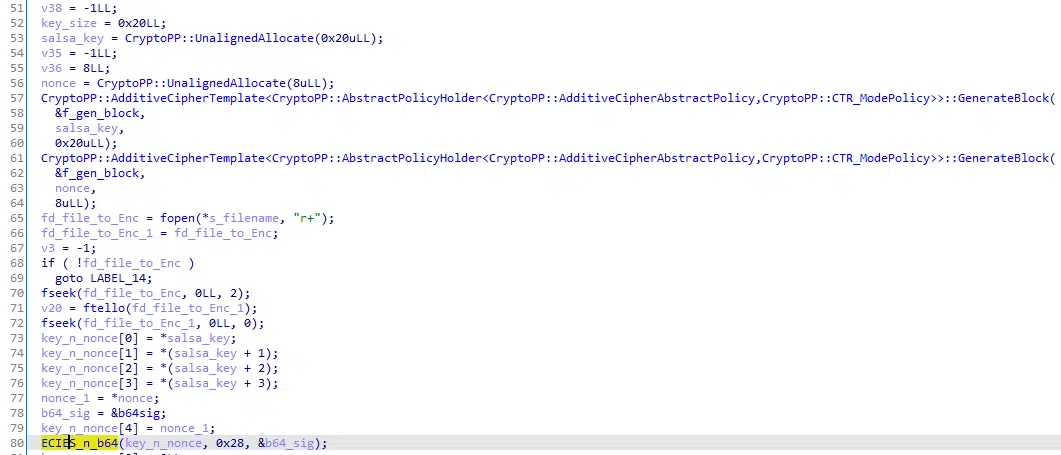 51 v38 = -1LL;
52 key_size = 0x20LL;
53 salsa_key = CryptoPP::UnalignedAllocate(0x20uLL);
54 v35 = -1LL;
55 v36 = 8LL;
56 nonce = CryptoPP::UnalignedAllocate(8uLL);
57 CryptoPP::AdditiveCipherTemplate<CryptoPP::AbstractPolicyHolder<CryptoPP::AdditiveCipherAbstractPolicy,CryptoPP::CTR_ModePolicy>>::GenerateBlock(
58 &f_gen_block,
59 salsa_key,
60 0x20uLL);
61 CryptoPP::AdditiveCipherTemplate<CryptoPP::AbstractPolicyHolder<CryptoPP::AdditiveCipherAbstractPolicy,CryptoPP::CTR_ModePolicy>>::GenerateBlock(
62 &f_gen_block,
63 nonce,
64 8uLL);
65 fd_file_to_Enc = fopen(*s_filename, "r+");
66 fd_file_to_Enc_1 = fd_file_to_Enc;
67 v3 = -1;
68 if ( !fd_file_to_Enc )
69 goto LABEL_14;
70 fseek(fd_file_to_Enc, 0LL, 2);
71 v20 = ftello(fd_file_to_Enc_1);
72 fseek(fd_file_to_Enc_1, 0LL, 0);
73 key_n_nonce[0] = *salsa_key;
74 key_n_nonce[1] = *(salsa_key + 1);
75 key_n_nonce[2] = *(salsa_key + 2);
76 key_n_nonce[3] = *(salsa_key + 3);
77 nonce_1 = *nonce;
78 b64_sig = &b64sig;
79 key_n_nonce[4] = nonce_1;
80 ECIES_n_b64(key_n_nonce, 0x28, &b64_sig);